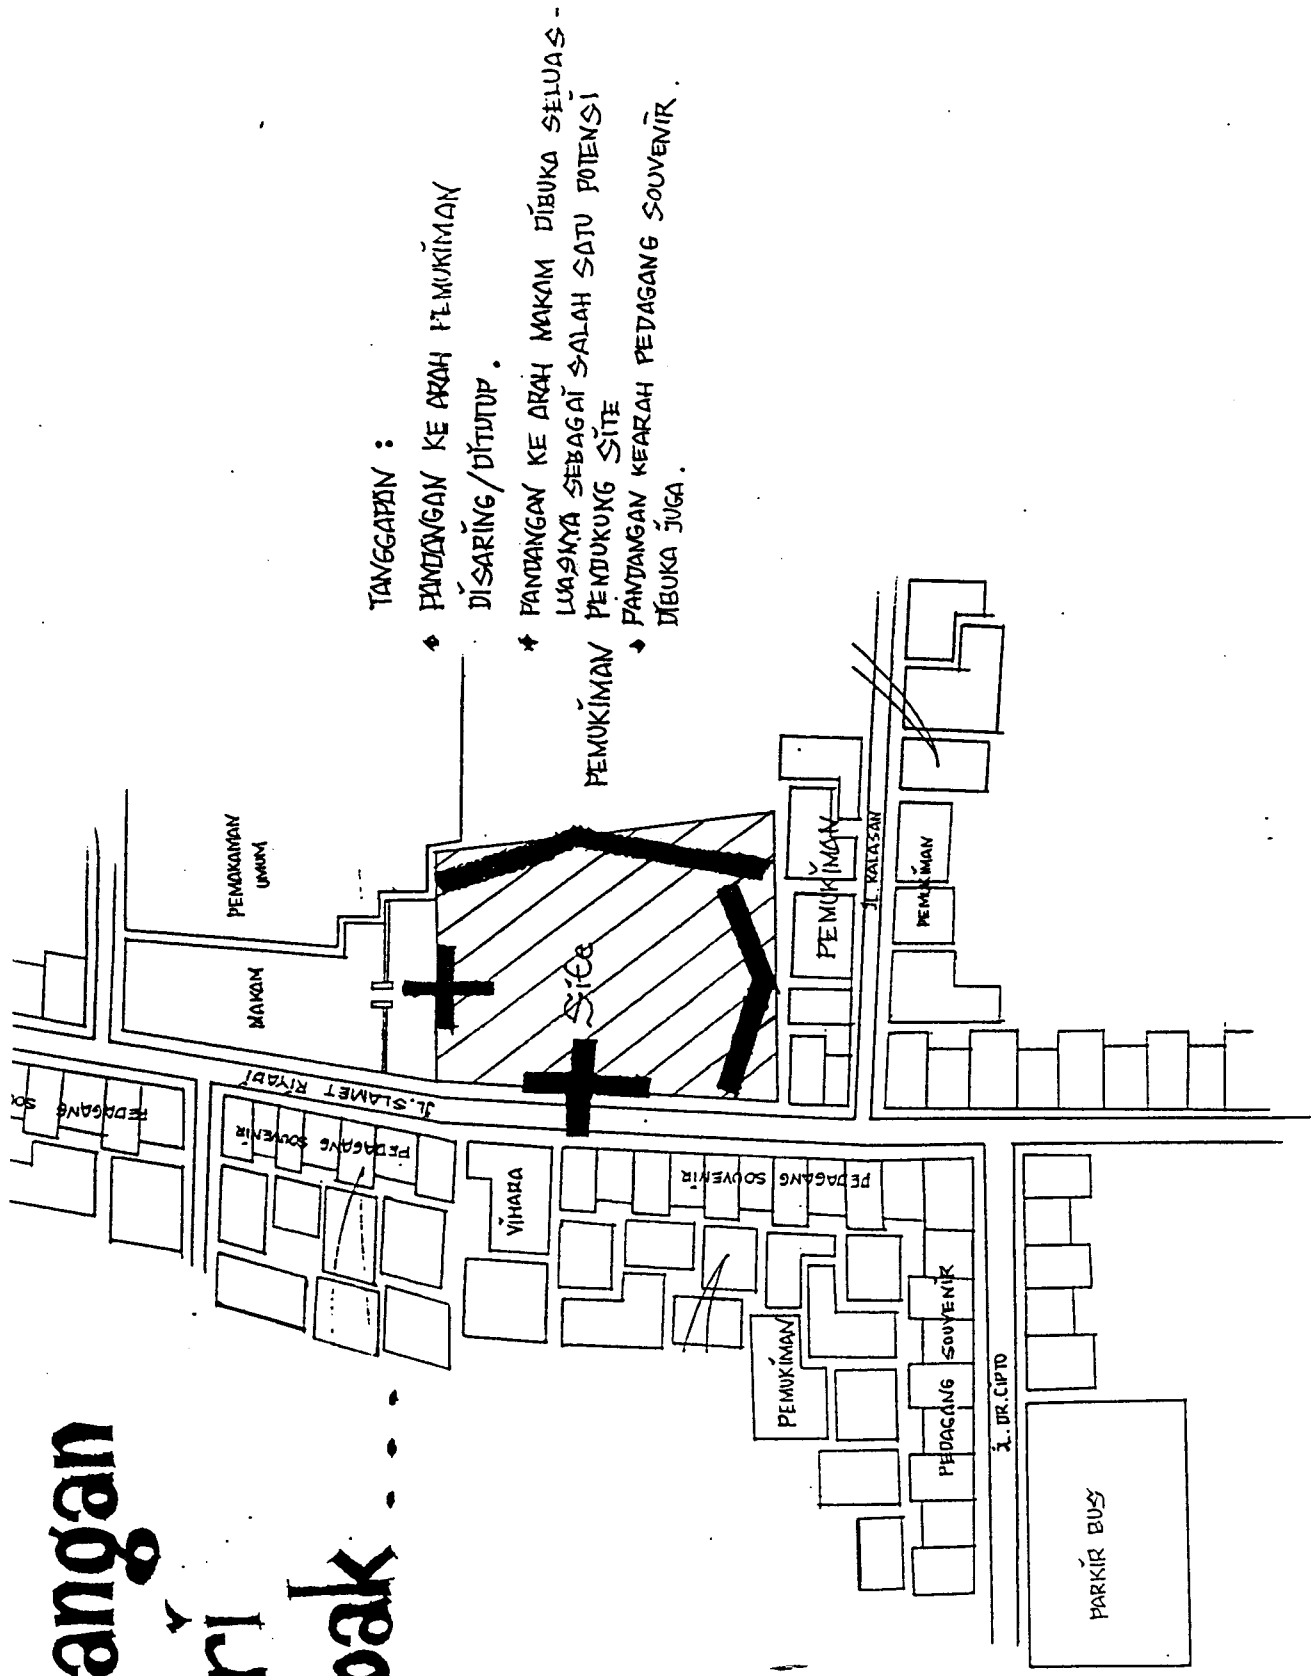 angan
ri
pak ....
TANGGAPAN :
PANDANGAN KE ARAH PEMUKIMAN
DISARING/DITUTUP.
PANDANGAN KE ARAH MAKAM DIBUKA SELUAS-
LUASNYA SEBAGAI SALAH SATU POTENSI
PENDUKUNG SITE
PANDANGAN KEARAH PEDAGANG SOUVENIR.
DIBUKA JUGA.
PEMUKIMAN
PEMAKAMAN
UMUM
MAKAM
Site
JL. SLAMET RIYADI
PEDAGANG SO
PEDAGANG SOUVENIR
VIHARA
PEDAGANG SOUVENIR
PEMUKIMAN
JL. KALASAN
PEMUKIMAN
PEMUKIMAN
PEDAGANG SOUVENIR
JL. DR. CIPTO
PARKIR BUS